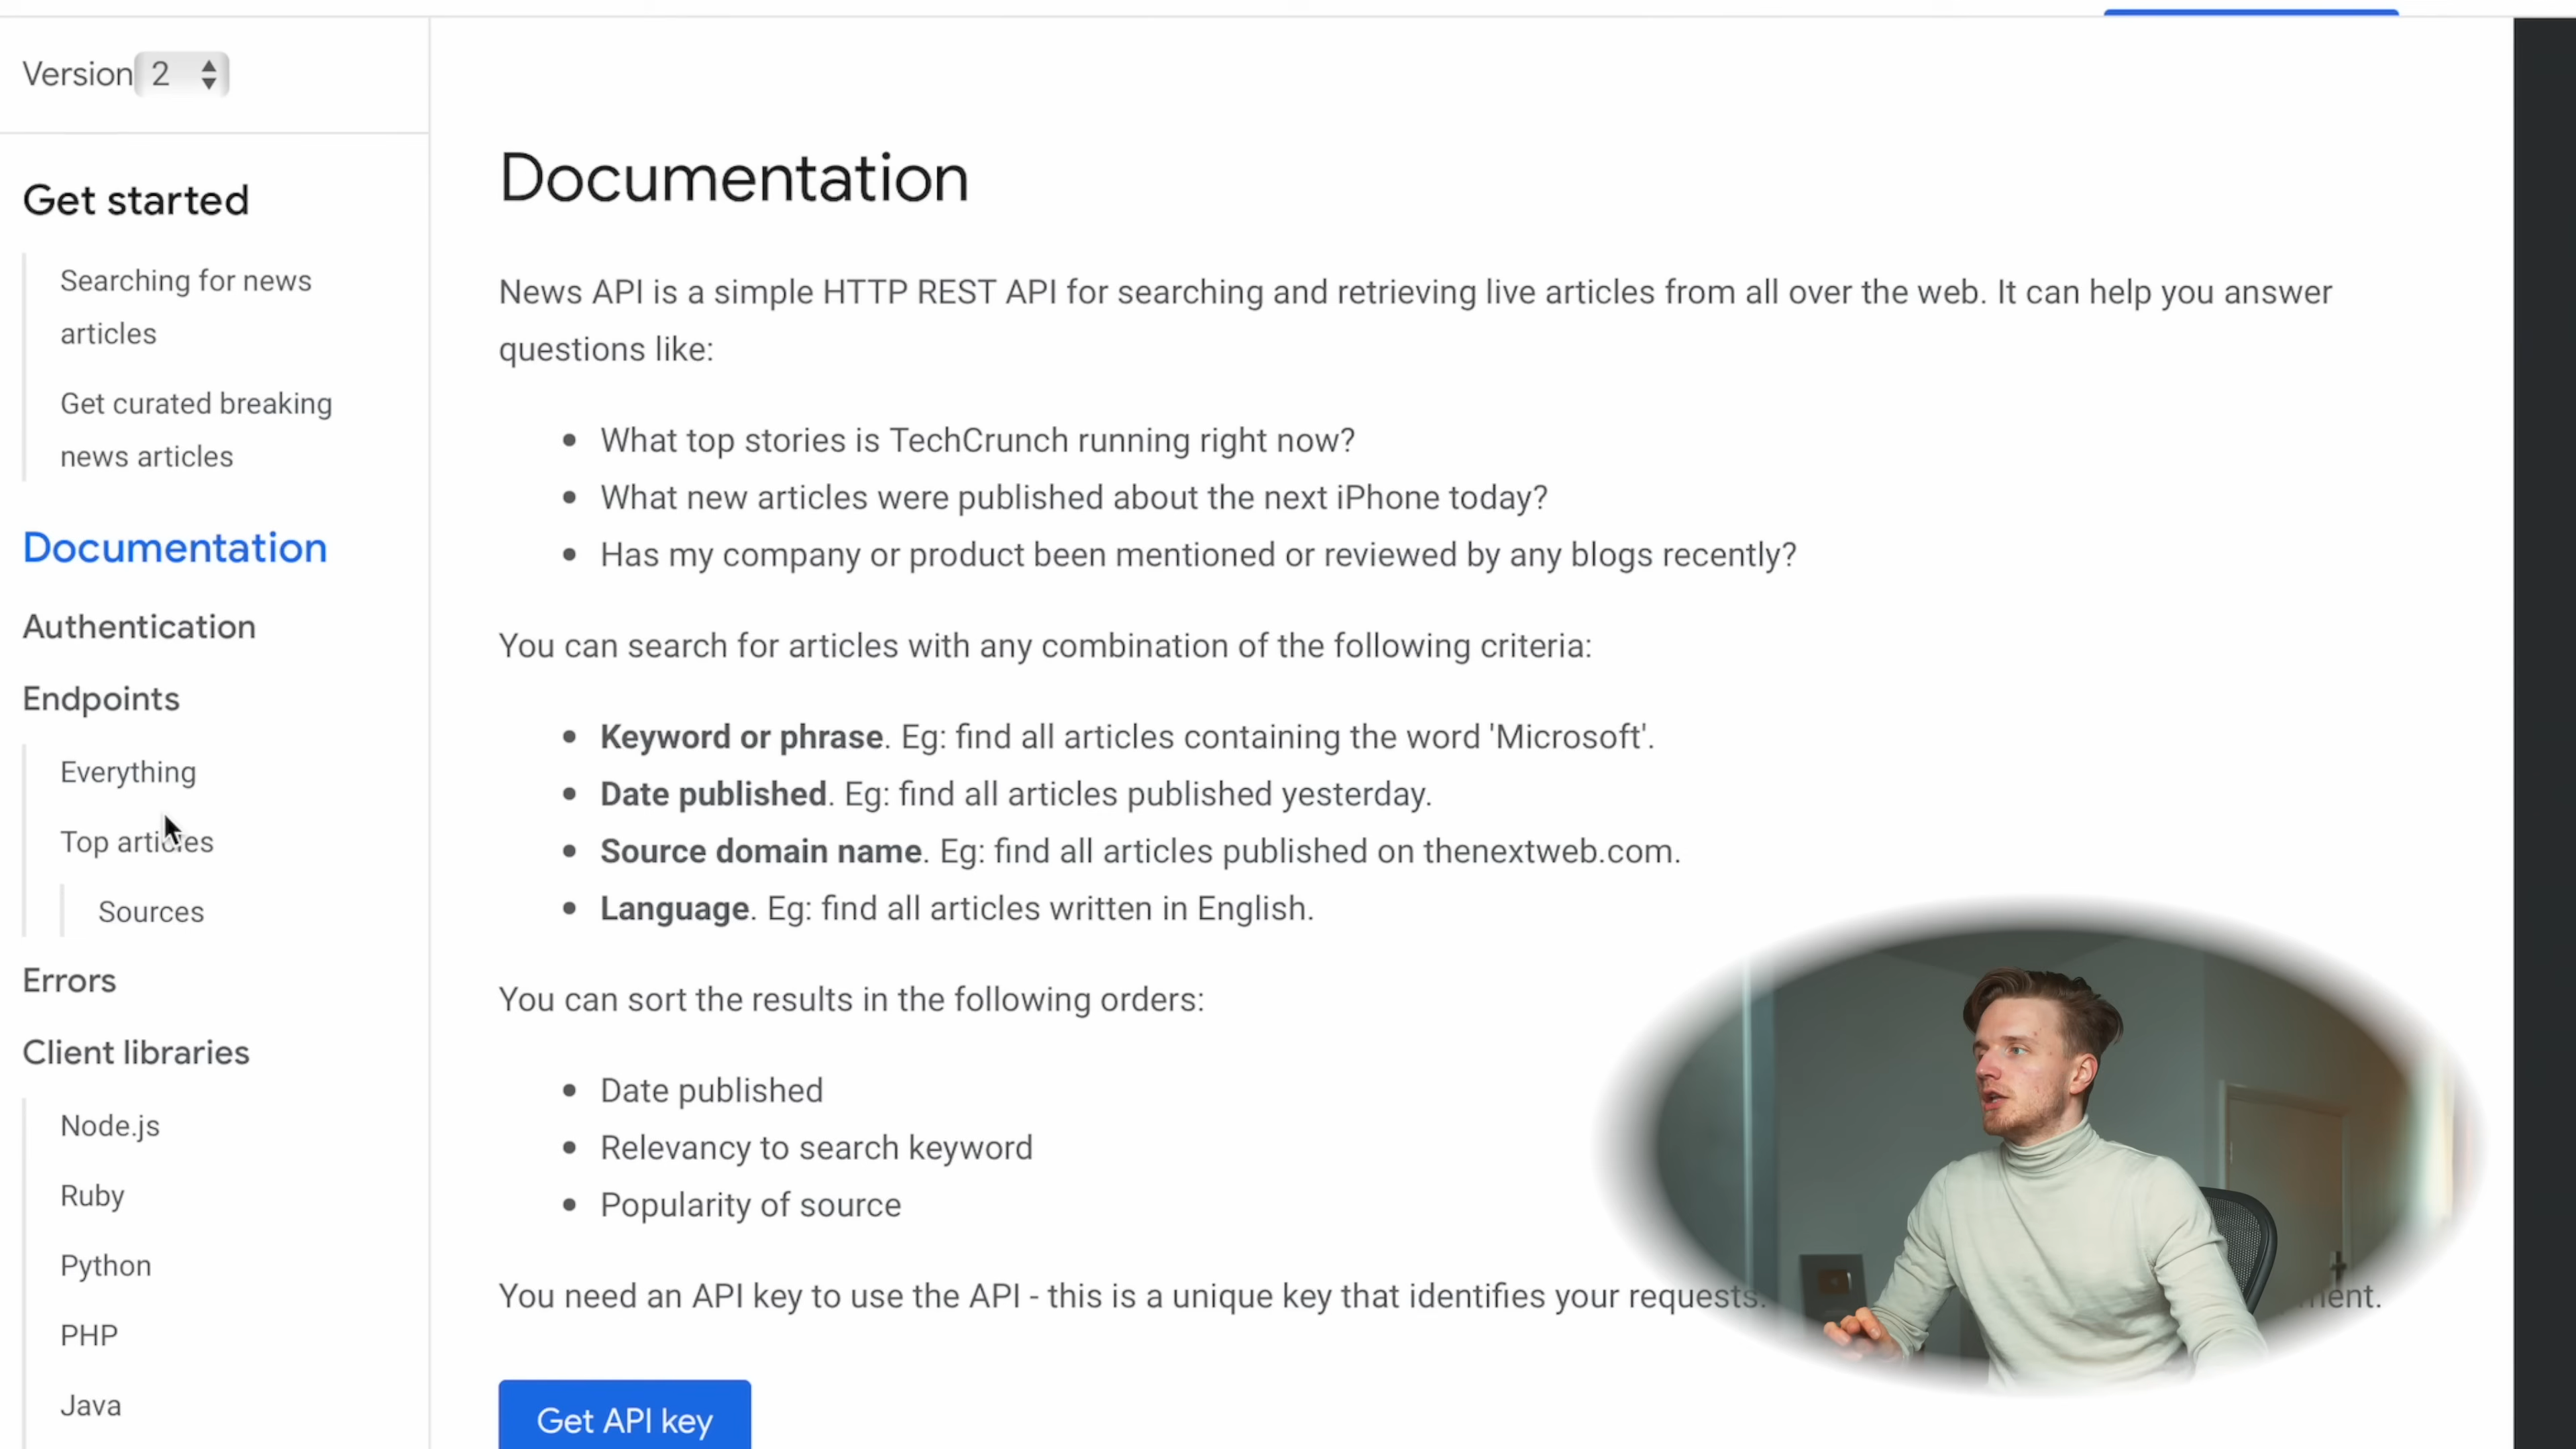 Version 2
Get started
Searching for news
articles
Get curated breaking
news articles
Documentation
Authentication
Endpoints
Everything
Top articles
Sources
Errors
Client libraries
Node.js
Ruby
Python
PHP
Java
Documentation
News API is a simple HTTP REST API for searching and retrieving live articles from all over the web. It can help you answer
questions like:
• What top stories is TechCrunch running right now?
• What new articles were published about the next iPhone today?
• Has my company or product been mentioned or reviewed by any blogs recently?
You can search for articles with any combination of the following criteria:
• Keyword or phrase. Eg: find all articles containing the word 'Microsoft'.
• Date published. Eg: find all articles published yesterday.
• Source domain name. Eg: find all articles published on thenextweb.com.
• Language. Eg: find all articles written in English.
You can sort the results in the following orders:
• Date published
• Relevancy to search keyword
• Popularity of source
You need an API key to use the API - this is a unique key that identifies your requests.
Get API key